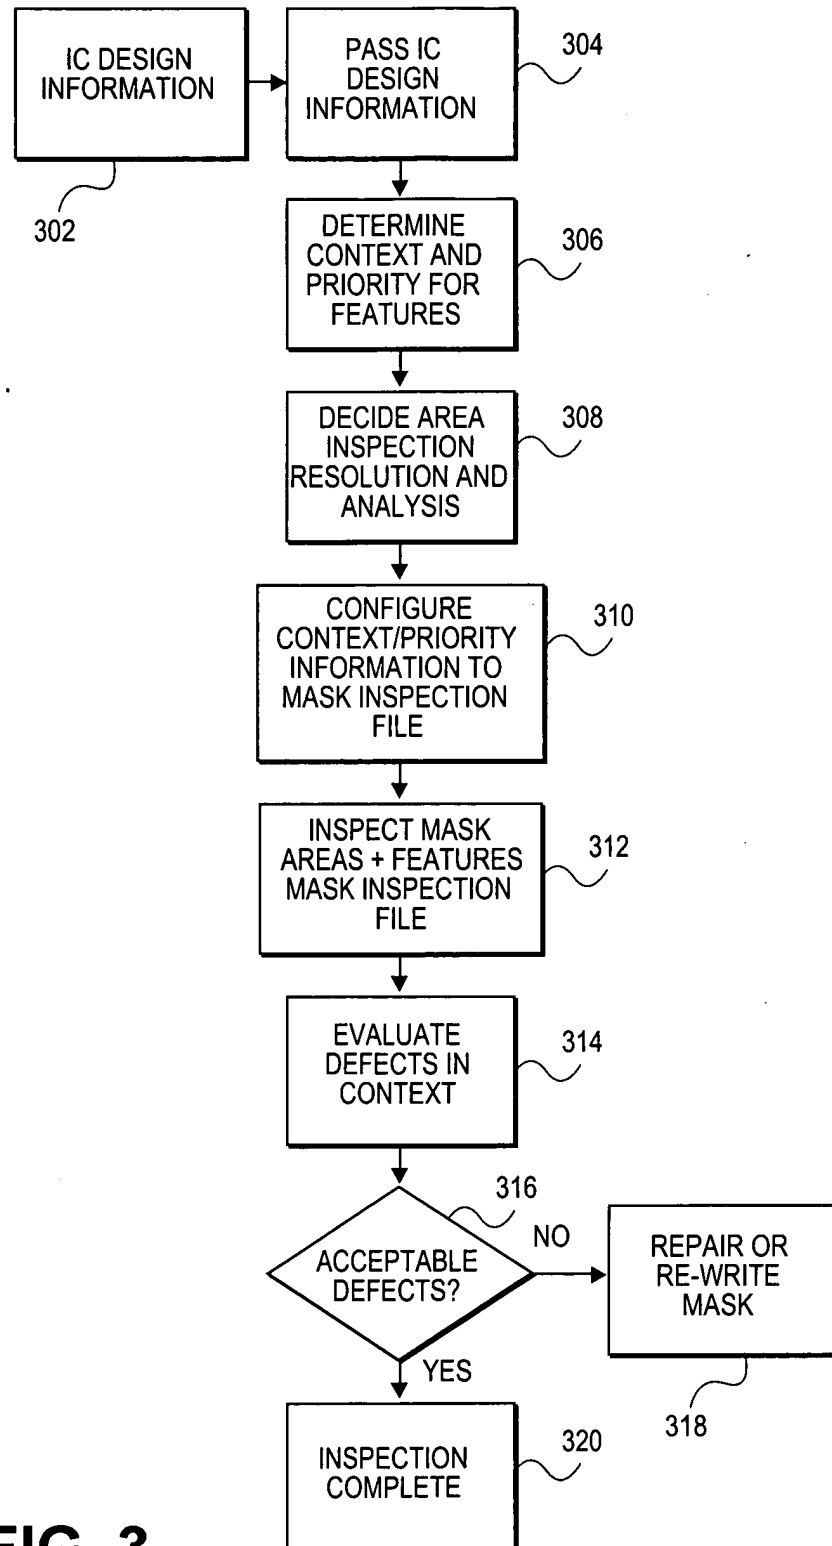 IC DESIGN
INFORMATION
302
PASS IC
DESIGN
INFORMATION
304
DETERMINE
CONTEXT AND
PRIORITY FOR
FEATURES
306
DECIDE AREA
INSPECTION
RESOLUTION AND
ANALYSIS
308
CONFIGURE
CONTEXT/PRIORITY
INFORMATION TO
MASK INSPECTION
FILE
310
INSPECT MASK
AREAS + FEATURES
MASK INSPECTION
FILE
312
EVALUATE
DEFECTS IN
CONTEXT
314
316
ACCEPTABLE
DEFECTS?
NO
REPAIR OR
RE-WRITE
MASK
318
YES
INSPECTION
COMPLETE
320
FIG. 3